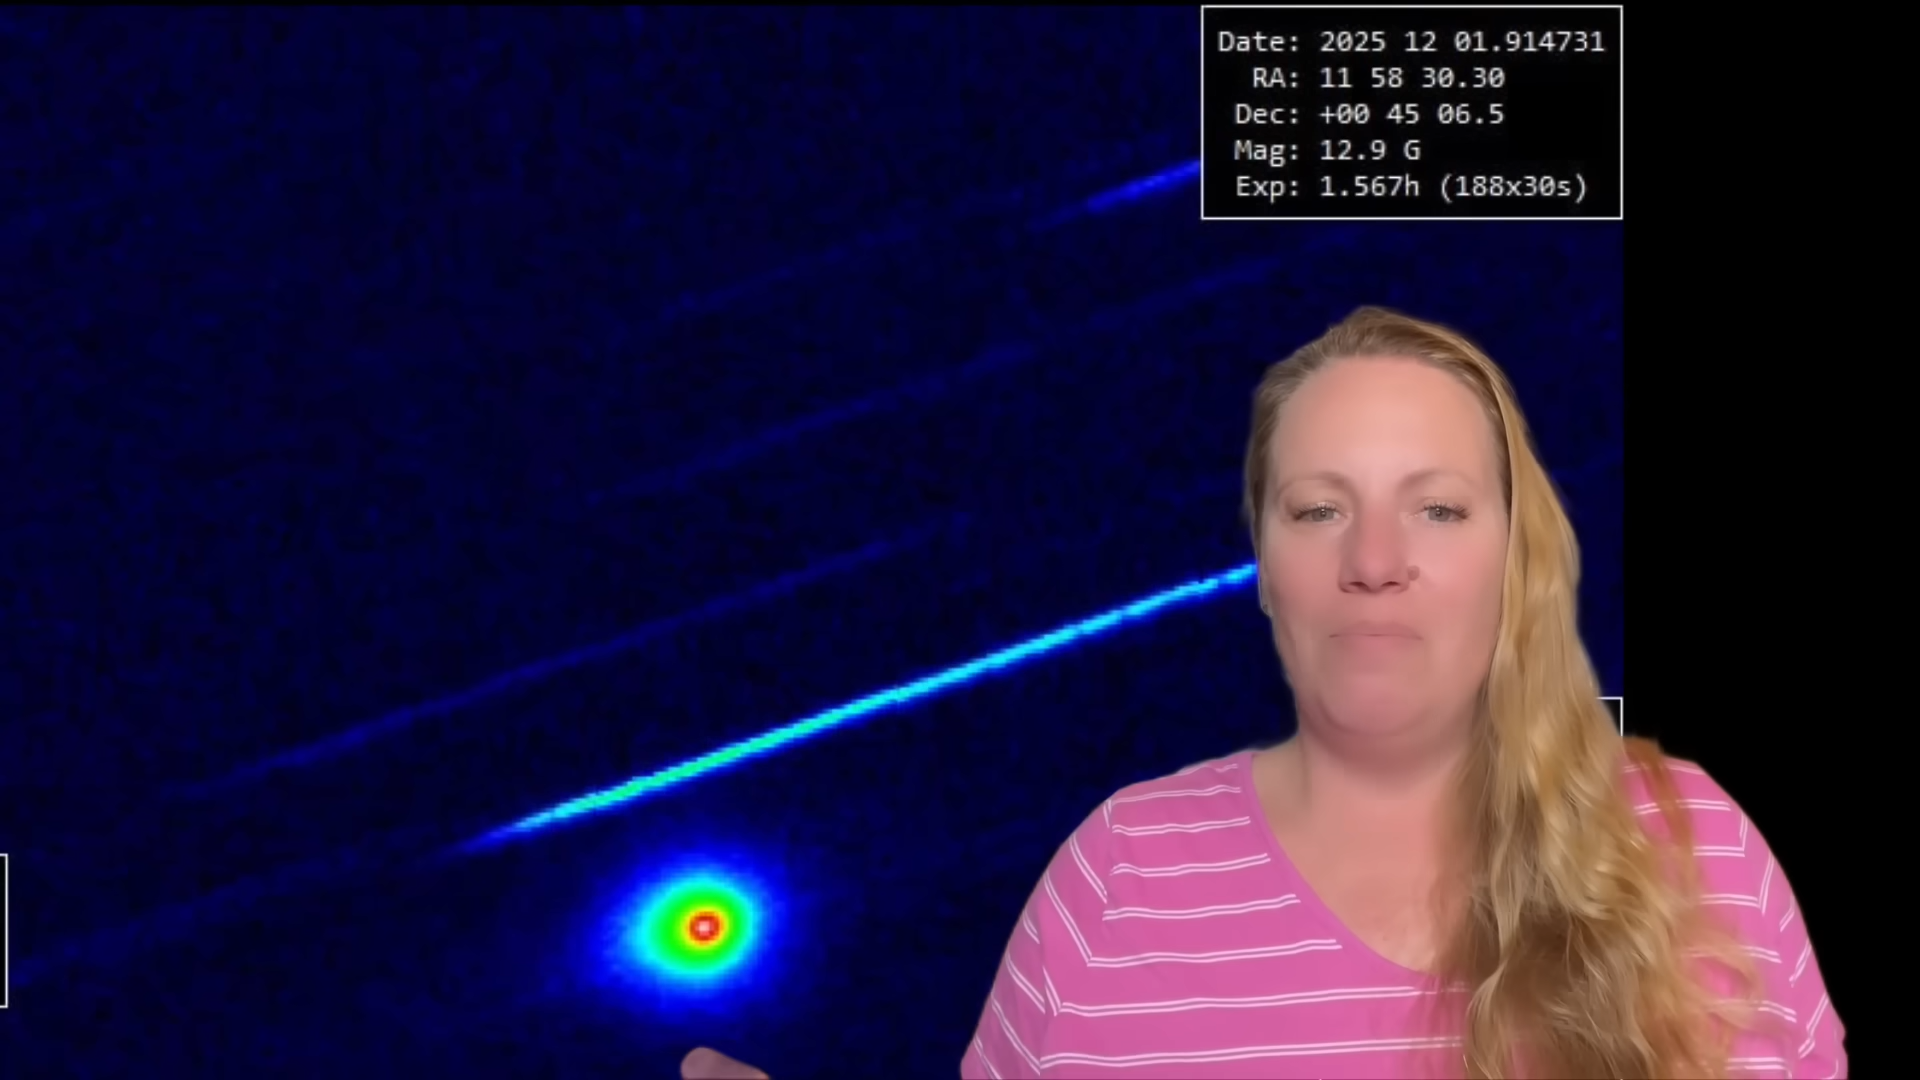 Date: 2025 12 01.914731
RA: 11 58 30.30
Dec: +00 45 06.5
Mag: 12.9 G
Exp: 1.567h (188x30s)